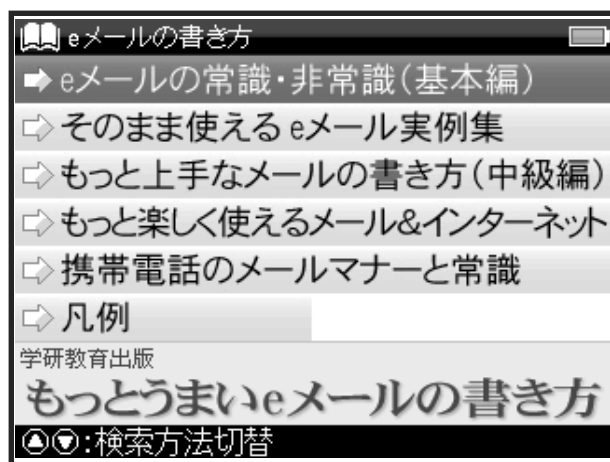 eメールの書き方
eメールの常識・非常識(基本編)
そのまま使えるeメール実例集
もっと上手なメールの書き方(中級編)
もっと楽しく使えるメール&インターネット
携帯電話のメールマナーと常識
凡例
学研教育出版
もっとうまいeメールの書き方
:検索方法切替